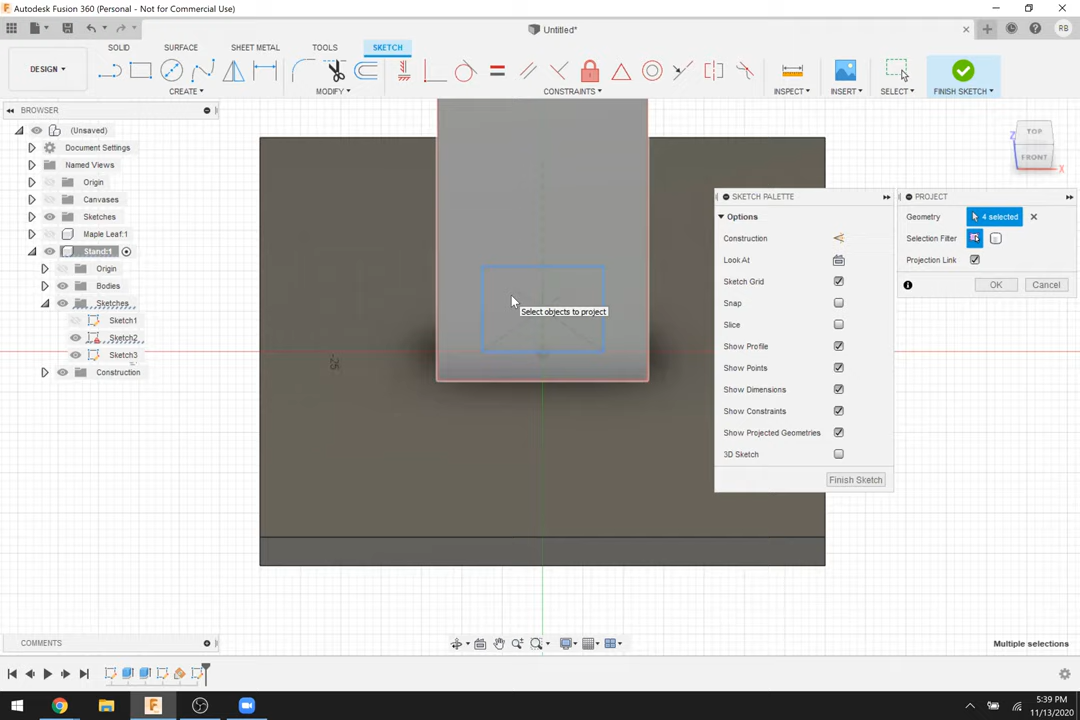 Autodesk Fusion 360 (Personal - Not for Commercial Use)
Untitled*
RB
SOLID
SURFACE
SHEET METAL
TOOLS
SKETCH
DESIGN
CREATE
MODIFY
CONSTRAINTS
INSPECT
INSERT
SELECT
FINISH SKETCH
BROWSER
(Unsaved)
Document Settings
Named Views
Origin
Canvases
Sketches
Maple Leaf:1
Stand:1
Origin
Bodies
Sketches
Sketch1
Sketch2
Sketch3
Construction
TOP
FRONT
Z
X
SKETCH PALETTE
Options
Construction
Look At
Sketch Grid
Snap
Slice
Show Profile
Show Points
Show Dimensions
Show Constraints
Show Projected Geometries
3D Sketch
Finish Sketch
PROJECT
Geometry
4 selected
Selection Filter
Projection Link
OK
Cancel
Select objects to project
-25
COMMENTS
Multiple selections
5:39 PM
11/13/2020